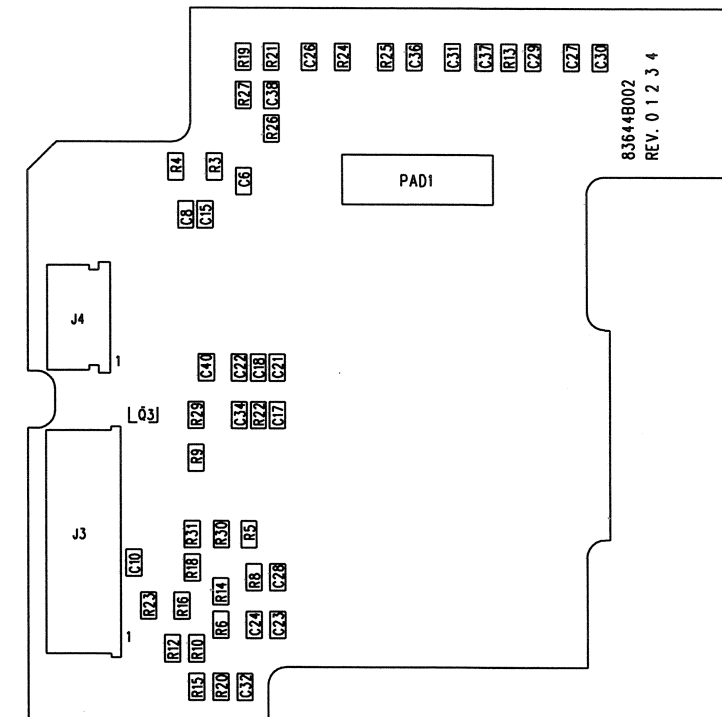 R19
R21
C26
R24
R25
C36
C31
C37
R13
C29
C27
C30
R27
C38
R26
83644B002
REV. 0 1 2 3 4
R4
R3
C6
PAD1
C8
C15
J4
1
C40
C22
C18
C21
Q3
R29
C34
R22
C17
R9
J3
R31
R30
R5
C10
R18
R8
C28
R14
R23
R16
R6
C24
C23
1
R12
R10
R15
R20
C32